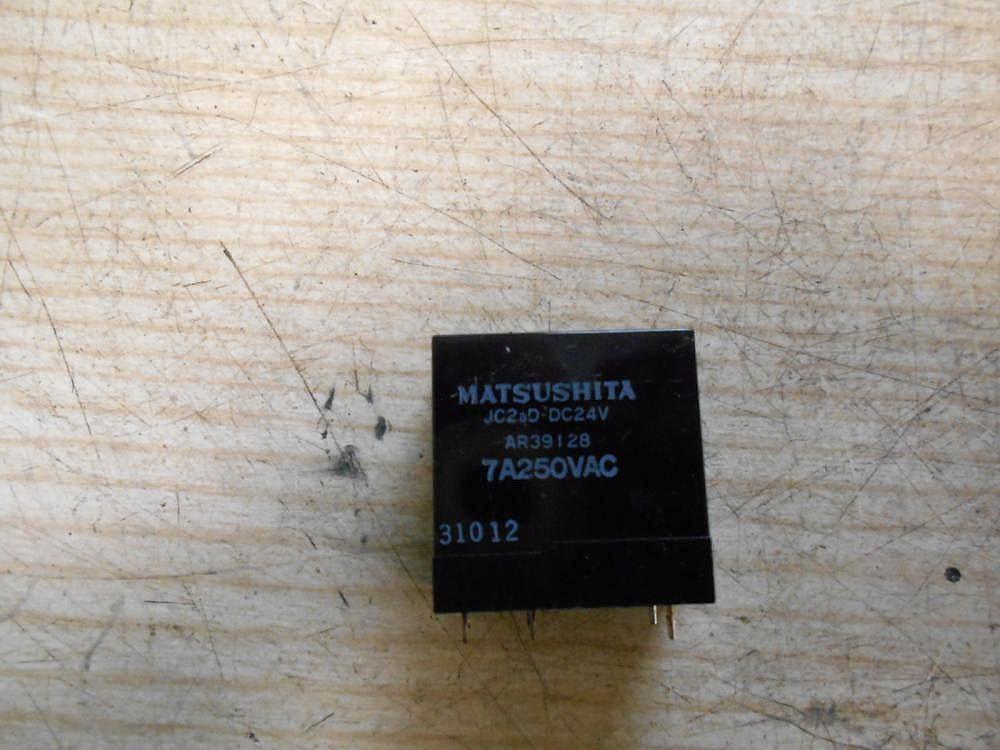 MATSUSHITA
JC2aD-DC24V
AR39128
7A250VAC
31012